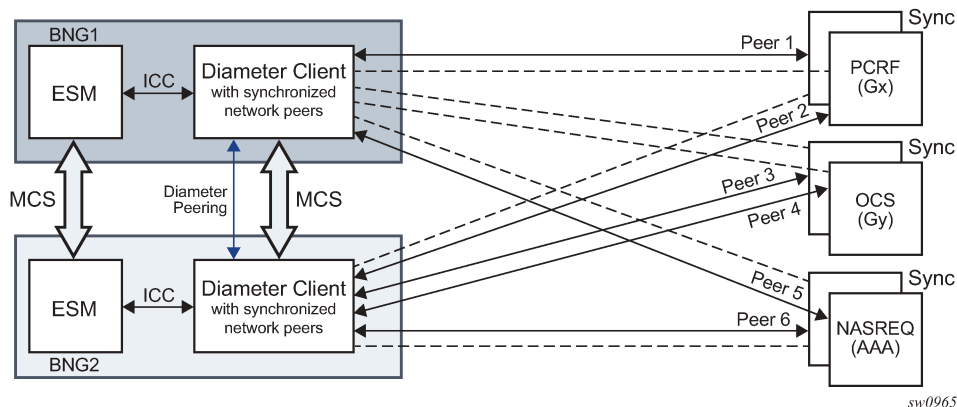 BNG1
ESM
ICC
Diameter Client
with synchronized
network peers
Peer 1
Sync
PCRF
(Gx)
Peer 2
MCS
Diameter
Peering
MCS
Peer 3
Peer 4
Sync
OCS
(Gy)
ESM
ICC
Diameter Client
with synchronized
network peers
BNG2
Peer 5
Peer 6
Sync
NASREQ
(AAA)
sw0965